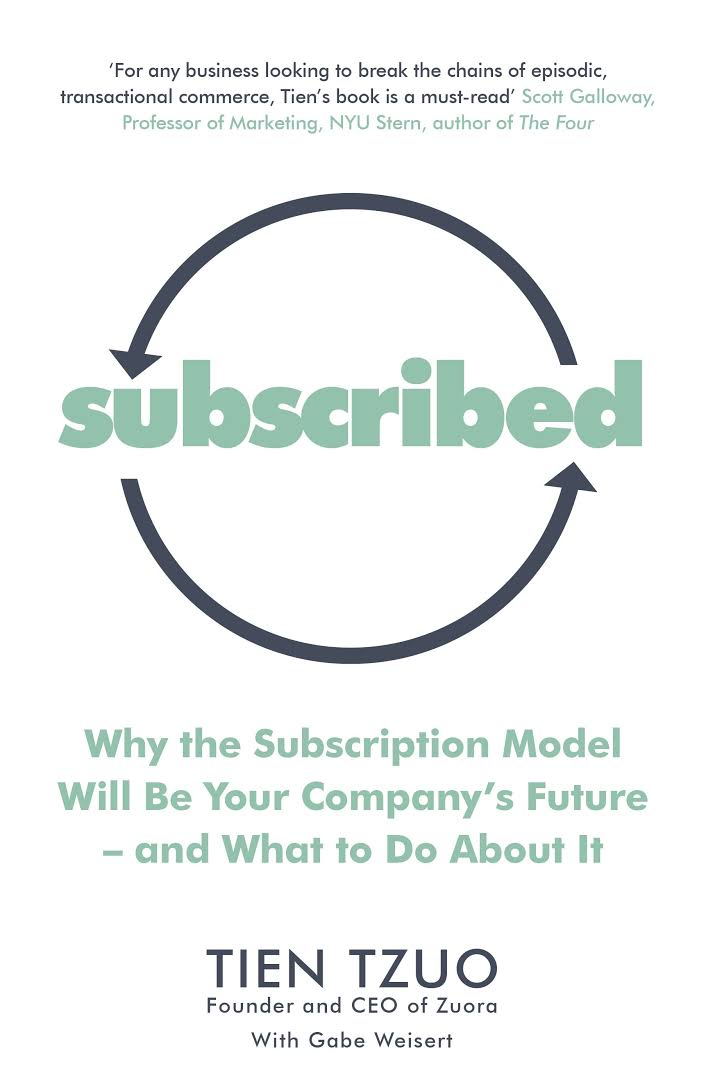 ‘For any business looking to break the chains of episodic,
transactional commerce, Tien’s book is a must-read’ Scott Galloway,
Professor of Marketing, NYU Stern, author of The Four
subscribed
Why the Subscription Model
Will Be Your Company’s Future
– and What to Do About It
TIEN TZUO
Founder and CEO of Zuora
With Gabe Weisert